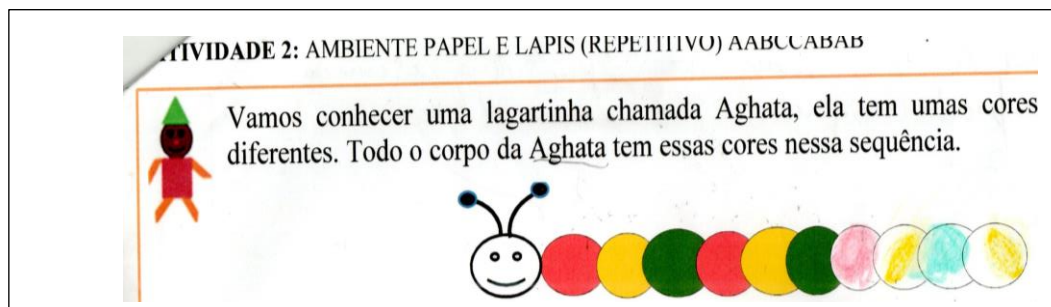 TIVIDADE 2: AMBIENTE PAPEL E LAPIS (REPETITIVO) AABCCABAB
Vamos conhecer uma lagartinha chamada Aghata, ela tem umas cores
diferentes. Todo o corpo da Aghata tem essas cores nessa sequência.